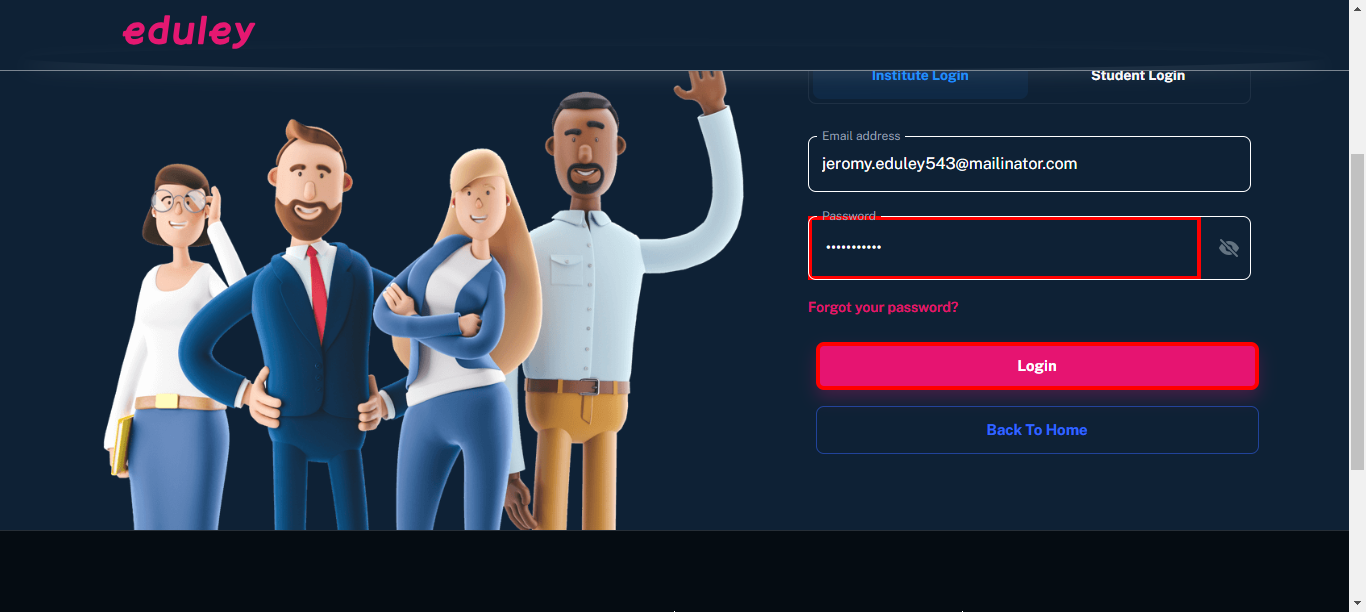 eduley
Institute Login
Student Login
Email address
jeromy.eduley543@mailinator.com
Password
•••••••••••
Forgot your password?
Login
Back To Home